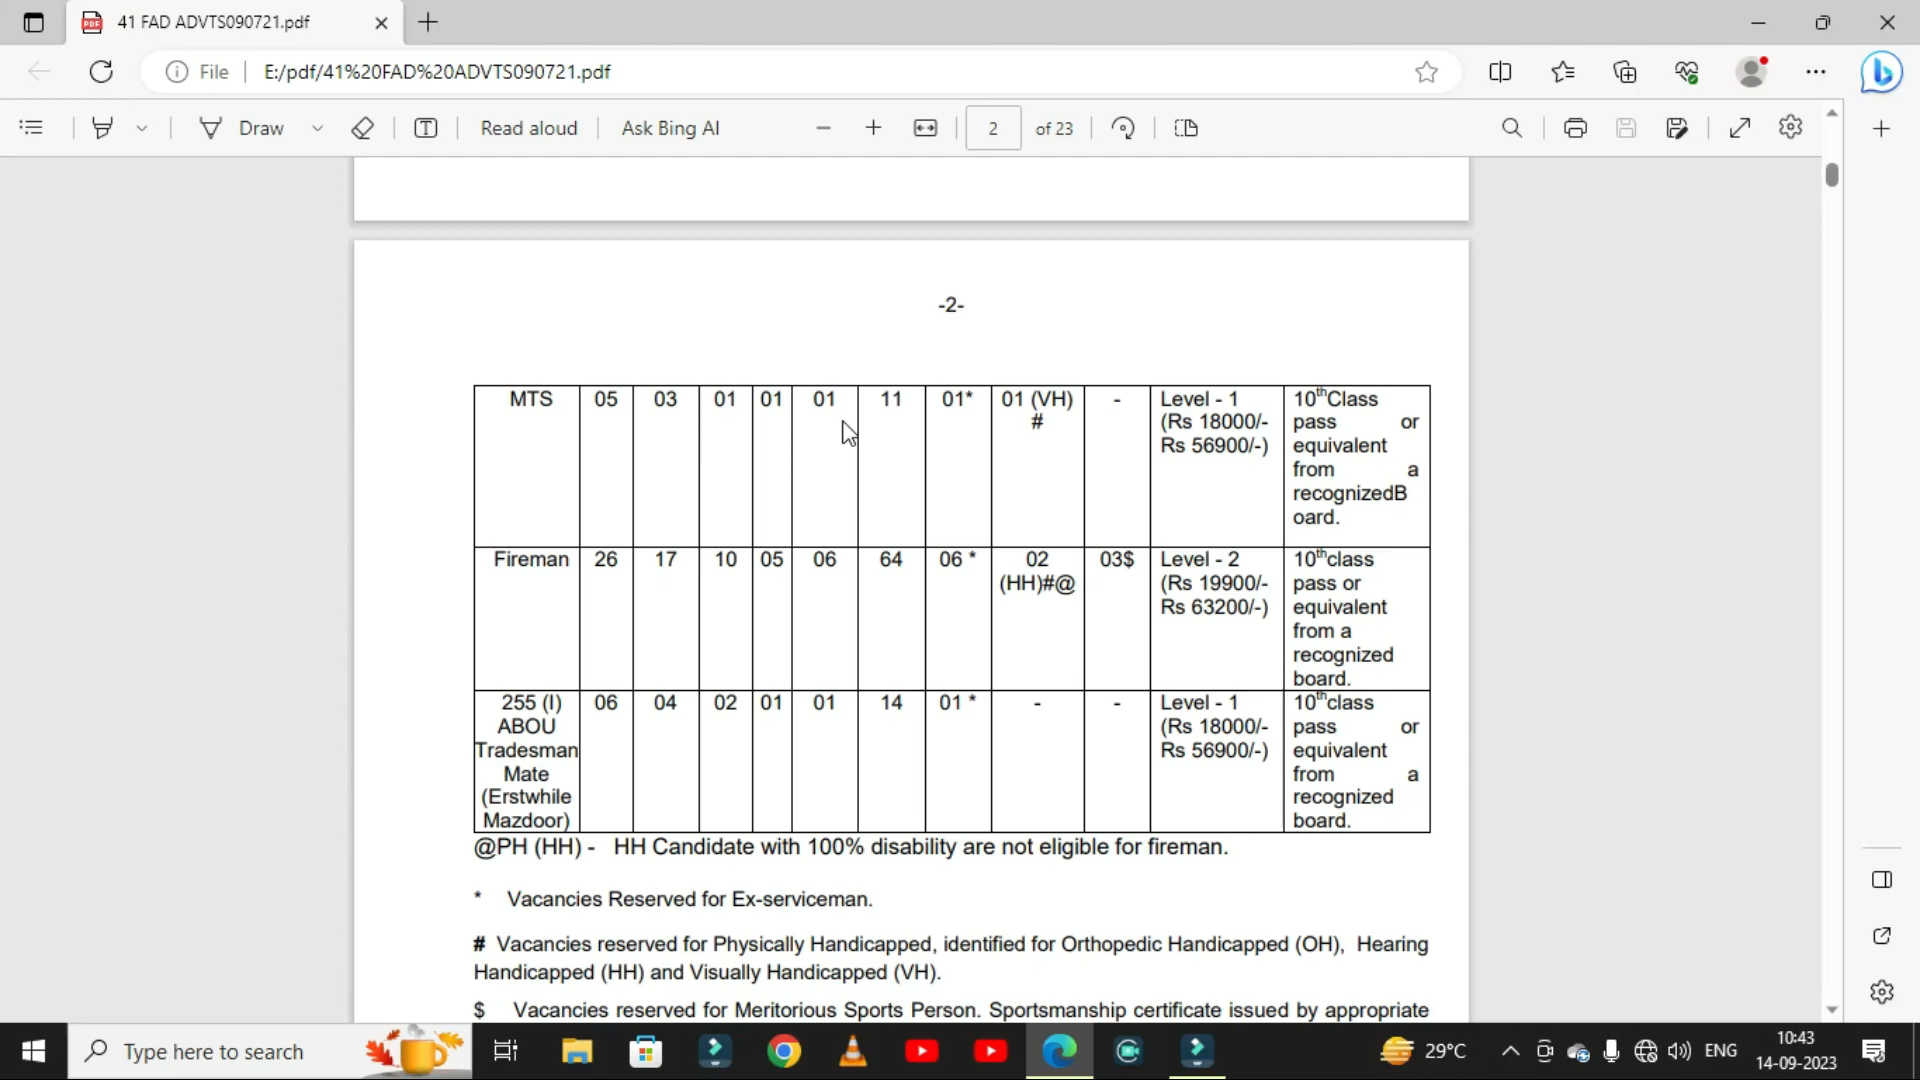 41 FAD ADVTS090721.pdf
File
E:/pdf/41%20FAD%20ADVTS090721.pdf
Draw
Read aloud
Ask Bing AI
2
of 23
-2-
MTS 05 03 01 01 01 11 01* 01 (VH) - Level - 1 10thClass
# (Rs 18000/- pass or
Rs 56900/-) equivalent
from a
recognizedB
oard.
Fireman 26 17 10 05 06 64 06 * 02 03$ Level - 2 10thclass
(HH)#@ (Rs 19900/- pass or
Rs 63200/-) equivalent
from a
recognized
board.
255 (I) 06 04 02 01 01 14 01 * - - Level - 1 10thclass
ABOU (Rs 18000/- pass or
Tradesman Rs 56900/-) equivalent
Mate from a
(Erstwhile recognized
Mazdoor) board.
@PH (HH) - HH Candidate with 100% disability are not eligible for fireman.
* Vacancies Reserved for Ex-serviceman.
# Vacancies reserved for Physically Handicapped, identified for Orthopedic Handicapped (OH), Hearing
Handicapped (HH) and Visually Handicapped (VH).
$ Vacancies reserved for Meritorious Sports Person. Sportsmanship certificate issued by appropriate
Type here to search
29°C
ENG
10:43
14-09-2023